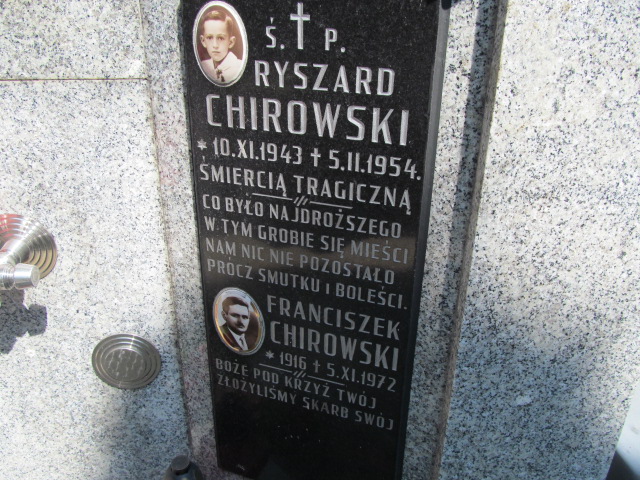 Ś. † P.
RYSZARD
CHIROWSKI
* 10.XI.1943 † 5.II.1954.
ŚMIERCIĄ TRAGICZNĄ
CO BYŁO NAJDROŻSZEGO
W TYM GROBIE SIĘ MIEŚCI
NAM NIC NIE POZOSTAŁO
PRÓCZ SMUTKU I BOLEŚCI.
FRANCISZEK
CHIROWSKI
* 1916 † 5.XI.1972
BOŻE POD KRZYŻ TWÓJ
ZŁOŻYLIŚMY SKARB SWÓJ